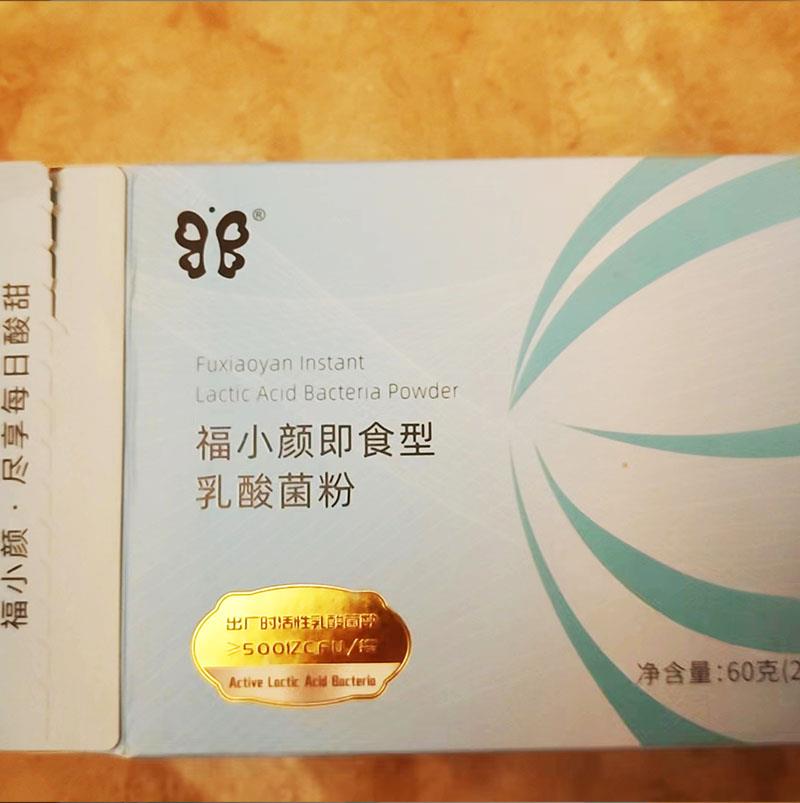 福小颜 · 尽享每日酸甜
®
Fuxiaoyan Instant
Lactic Acid Bacteria Powder
福小颜即食型
乳酸菌粉
出厂时活性乳酸菌
≥500亿CFU/
Active Lactic Acid Bacteria
净含量:60克(2